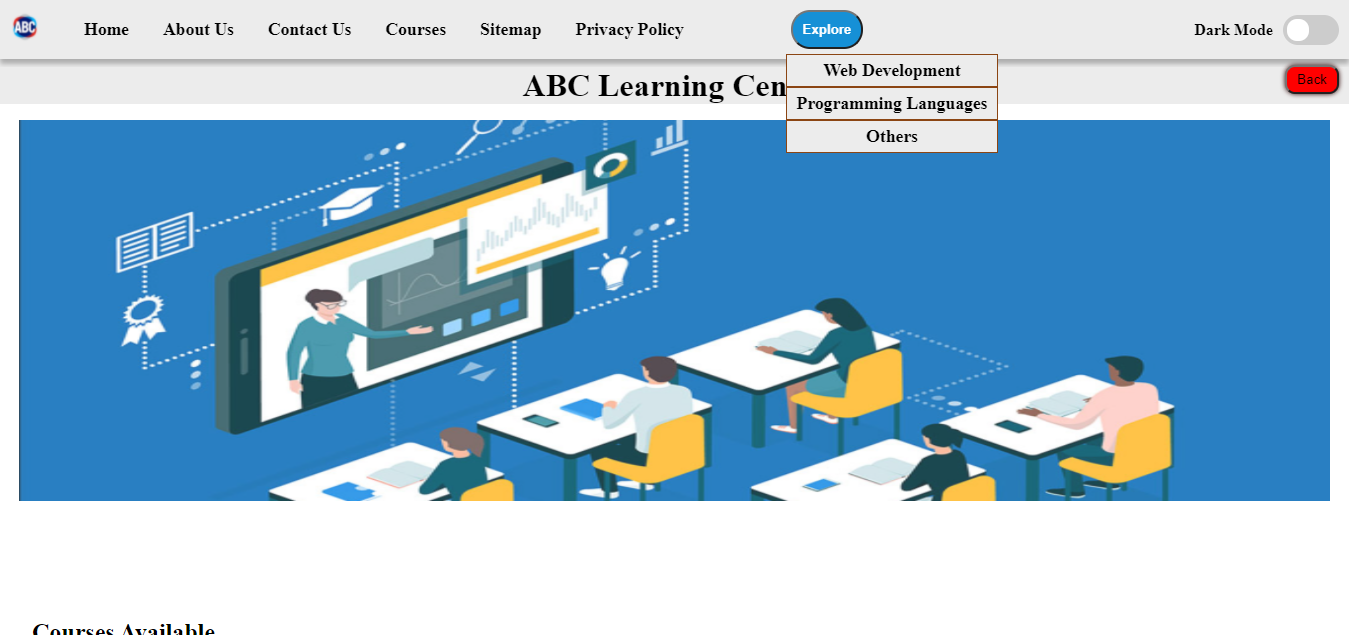 ABC Home About Us Contact Us Courses Sitemap Privacy Policy Explore Dark Mode
Web Development
ABC Learning Cen
Back
Programming Languages
Others
Courses Available